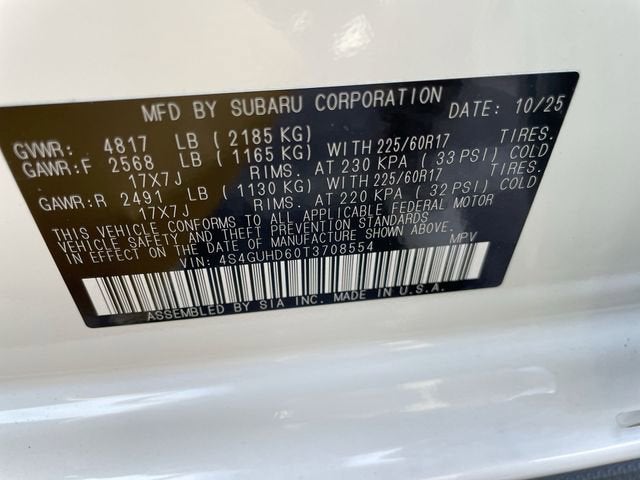 MFD BY SUBARU CORPORATION DATE: 10/25
GVWR: 4817 LB (2185 KG)
GAWR:F 2568 LB (1165 KG) WITH 225/60R17 TIRES.
17X7J RIMS. AT 230 KPA (33 PSI) COLD
GAWR:R 2491 LB (1130 KG) WITH 225/60R17 TIRES.
17X7J RIMS. AT 220 KPA (32 PSI) COLD
THIS VEHICLE CONFORMS TO ALL APPLICABLE FEDERAL MOTOR
VEHICLE SAFETY AND THEFT PREVENTION STANDARDS
IN EFFECT ON THE DATE OF MANUFACTURE SHOWN ABOVE.
VIN: 4S4GUHD60T3708554 MPV
ASSEMBLED BY SIA INC. MADE IN U.S.A.